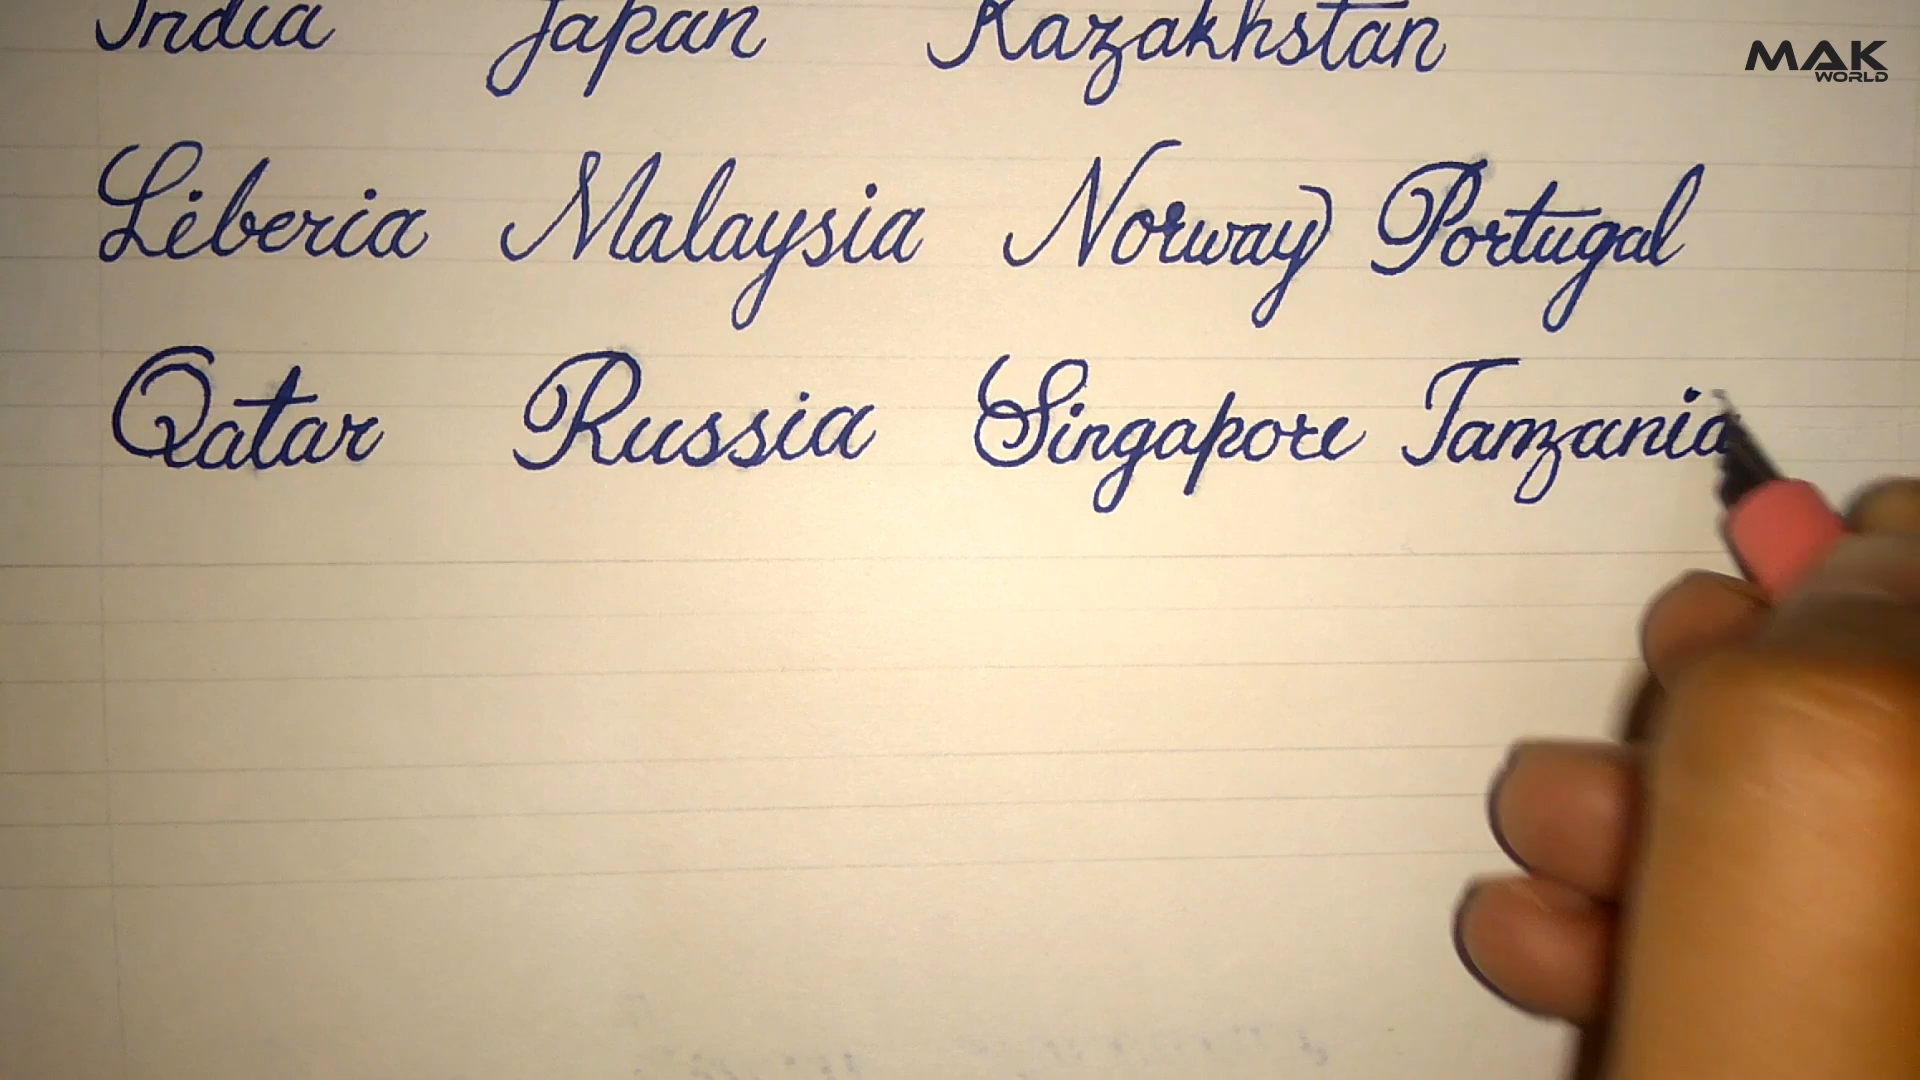 India Japan Kazakhstan
MAK
WORLD
Liberia Malaysia Norway Portugal
Qatar Russia Singapore Tanzania